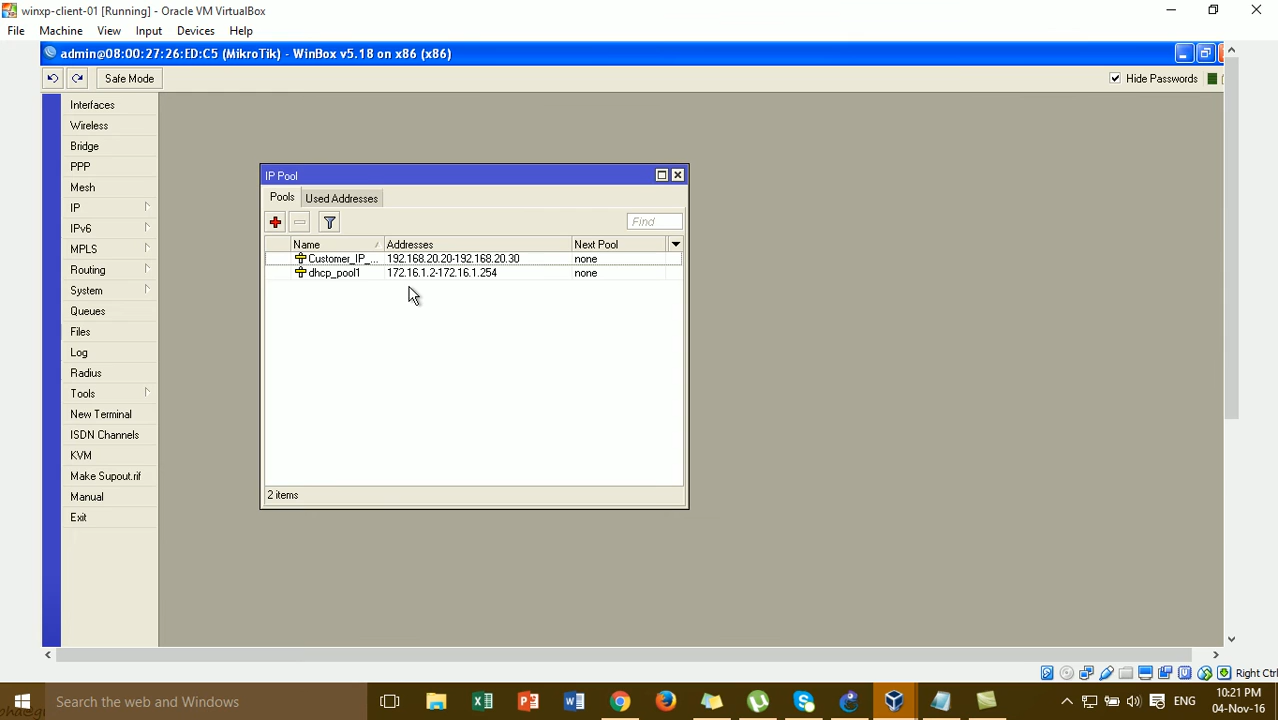 winxp-client-01 [Running] - Oracle VM VirtualBox
File Machine View Input Devices Help
admin@08:00:27:26:ED:C5 (MikroTik) - WinBox v5.18 on x86 (x86)
Safe Mode
Hide Passwords
Interfaces
Wireless
Bridge
PPP
Mesh
IP
IPv6
MPLS
Routing
System
Queues
Files
Log
Radius
Tools
New Terminal
ISDN Channels
KVM
Make Supout.rif
Manual
Exit
IP Pool
Pools Used Addresses
Find
Name Addresses Next Pool
Customer_IP_... 192.168.20.20-192.168.20.30 none
dhcp_pool1 172.16.1.2-172.16.1.254 none
2 items
Right Ctrl
Search the web and Windows
ENG
10:21 PM
04-Nov-16